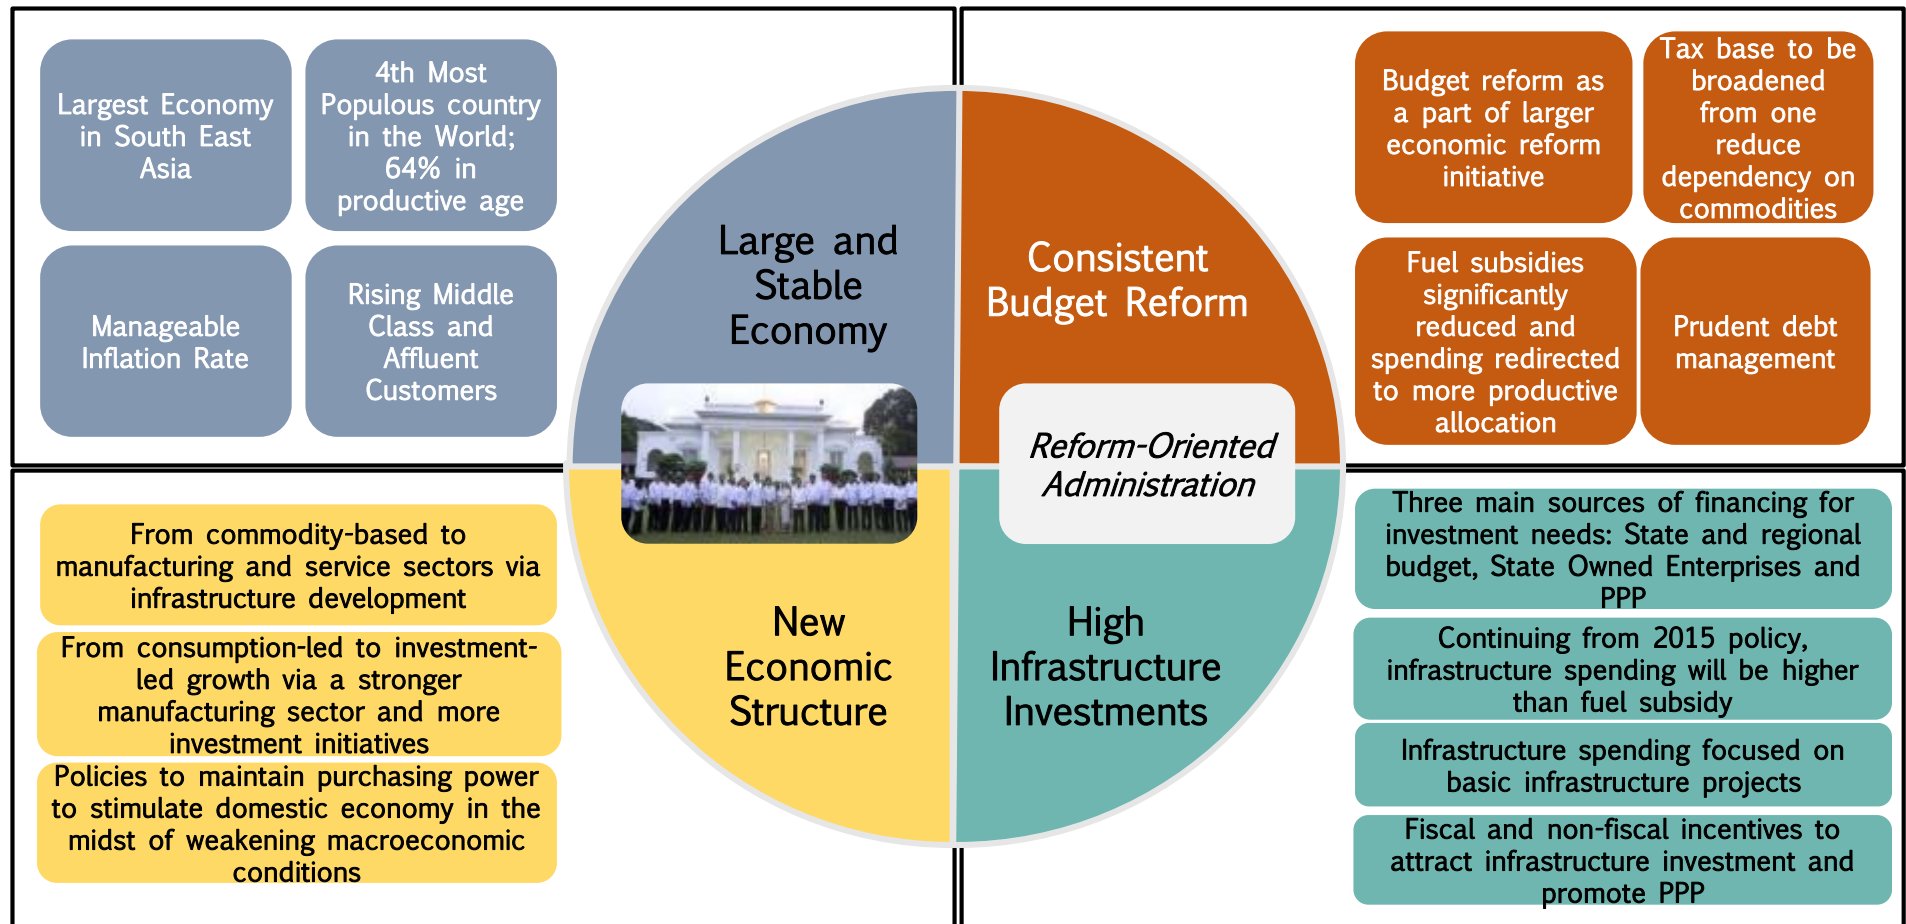 Largest Economy
in South East
Asia
4th Most
Populous country
in the World;
64% in
productive age
Manageable
Inflation Rate
Rising Middle
Class and
Affluent
Customers
Large and
Stable
Economy
Consistent
Budget Reform
Budget reform as
a part of larger
economic reform
initiative
Tax base to be
broadened
from one
reduce
dependency on
commodities
Fuel subsidies
significantly
reduced and
spending redirected
to more productive
allocation
Prudent debt
management
Reform-Oriented
Administration
From commodity-based to
manufacturing and service sectors via
infrastructure development
From consumption-led to investment-
led growth via a stronger
manufacturing sector and more
investment initiatives
Policies to maintain purchasing power
to stimulate domestic economy in the
midst of weakening macroeconomic
conditions
New
Economic
Structure
High
Infrastructure
Investments
Three main sources of financing for
investment needs: State and regional
budget, State Owned Enterprises and
PPP
Continuing from 2015 policy,
infrastructure spending will be higher
than fuel subsidy
Infrastructure spending focused on
basic infrastructure projects
Fiscal and non-fiscal incentives to
attract infrastructure investment and
promote PPP